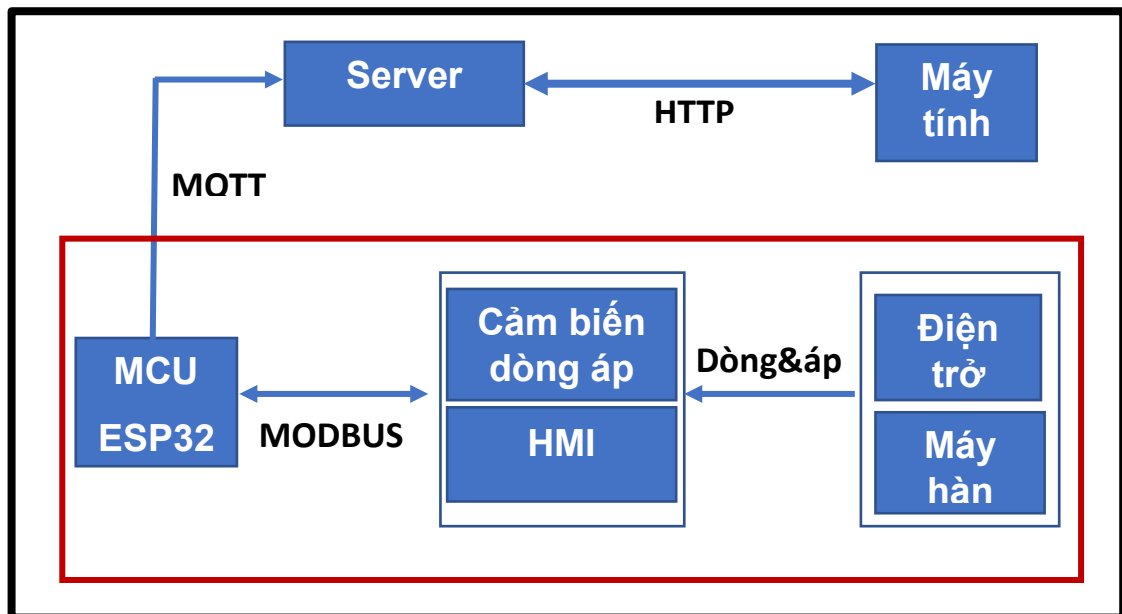 Server
Máy
tính
HTTP
MQTT
MCU
ESP32
MODBUS
Cảm biến
dòng áp
HMI
Dòng&áp
Điện
trở
Máy
hàn